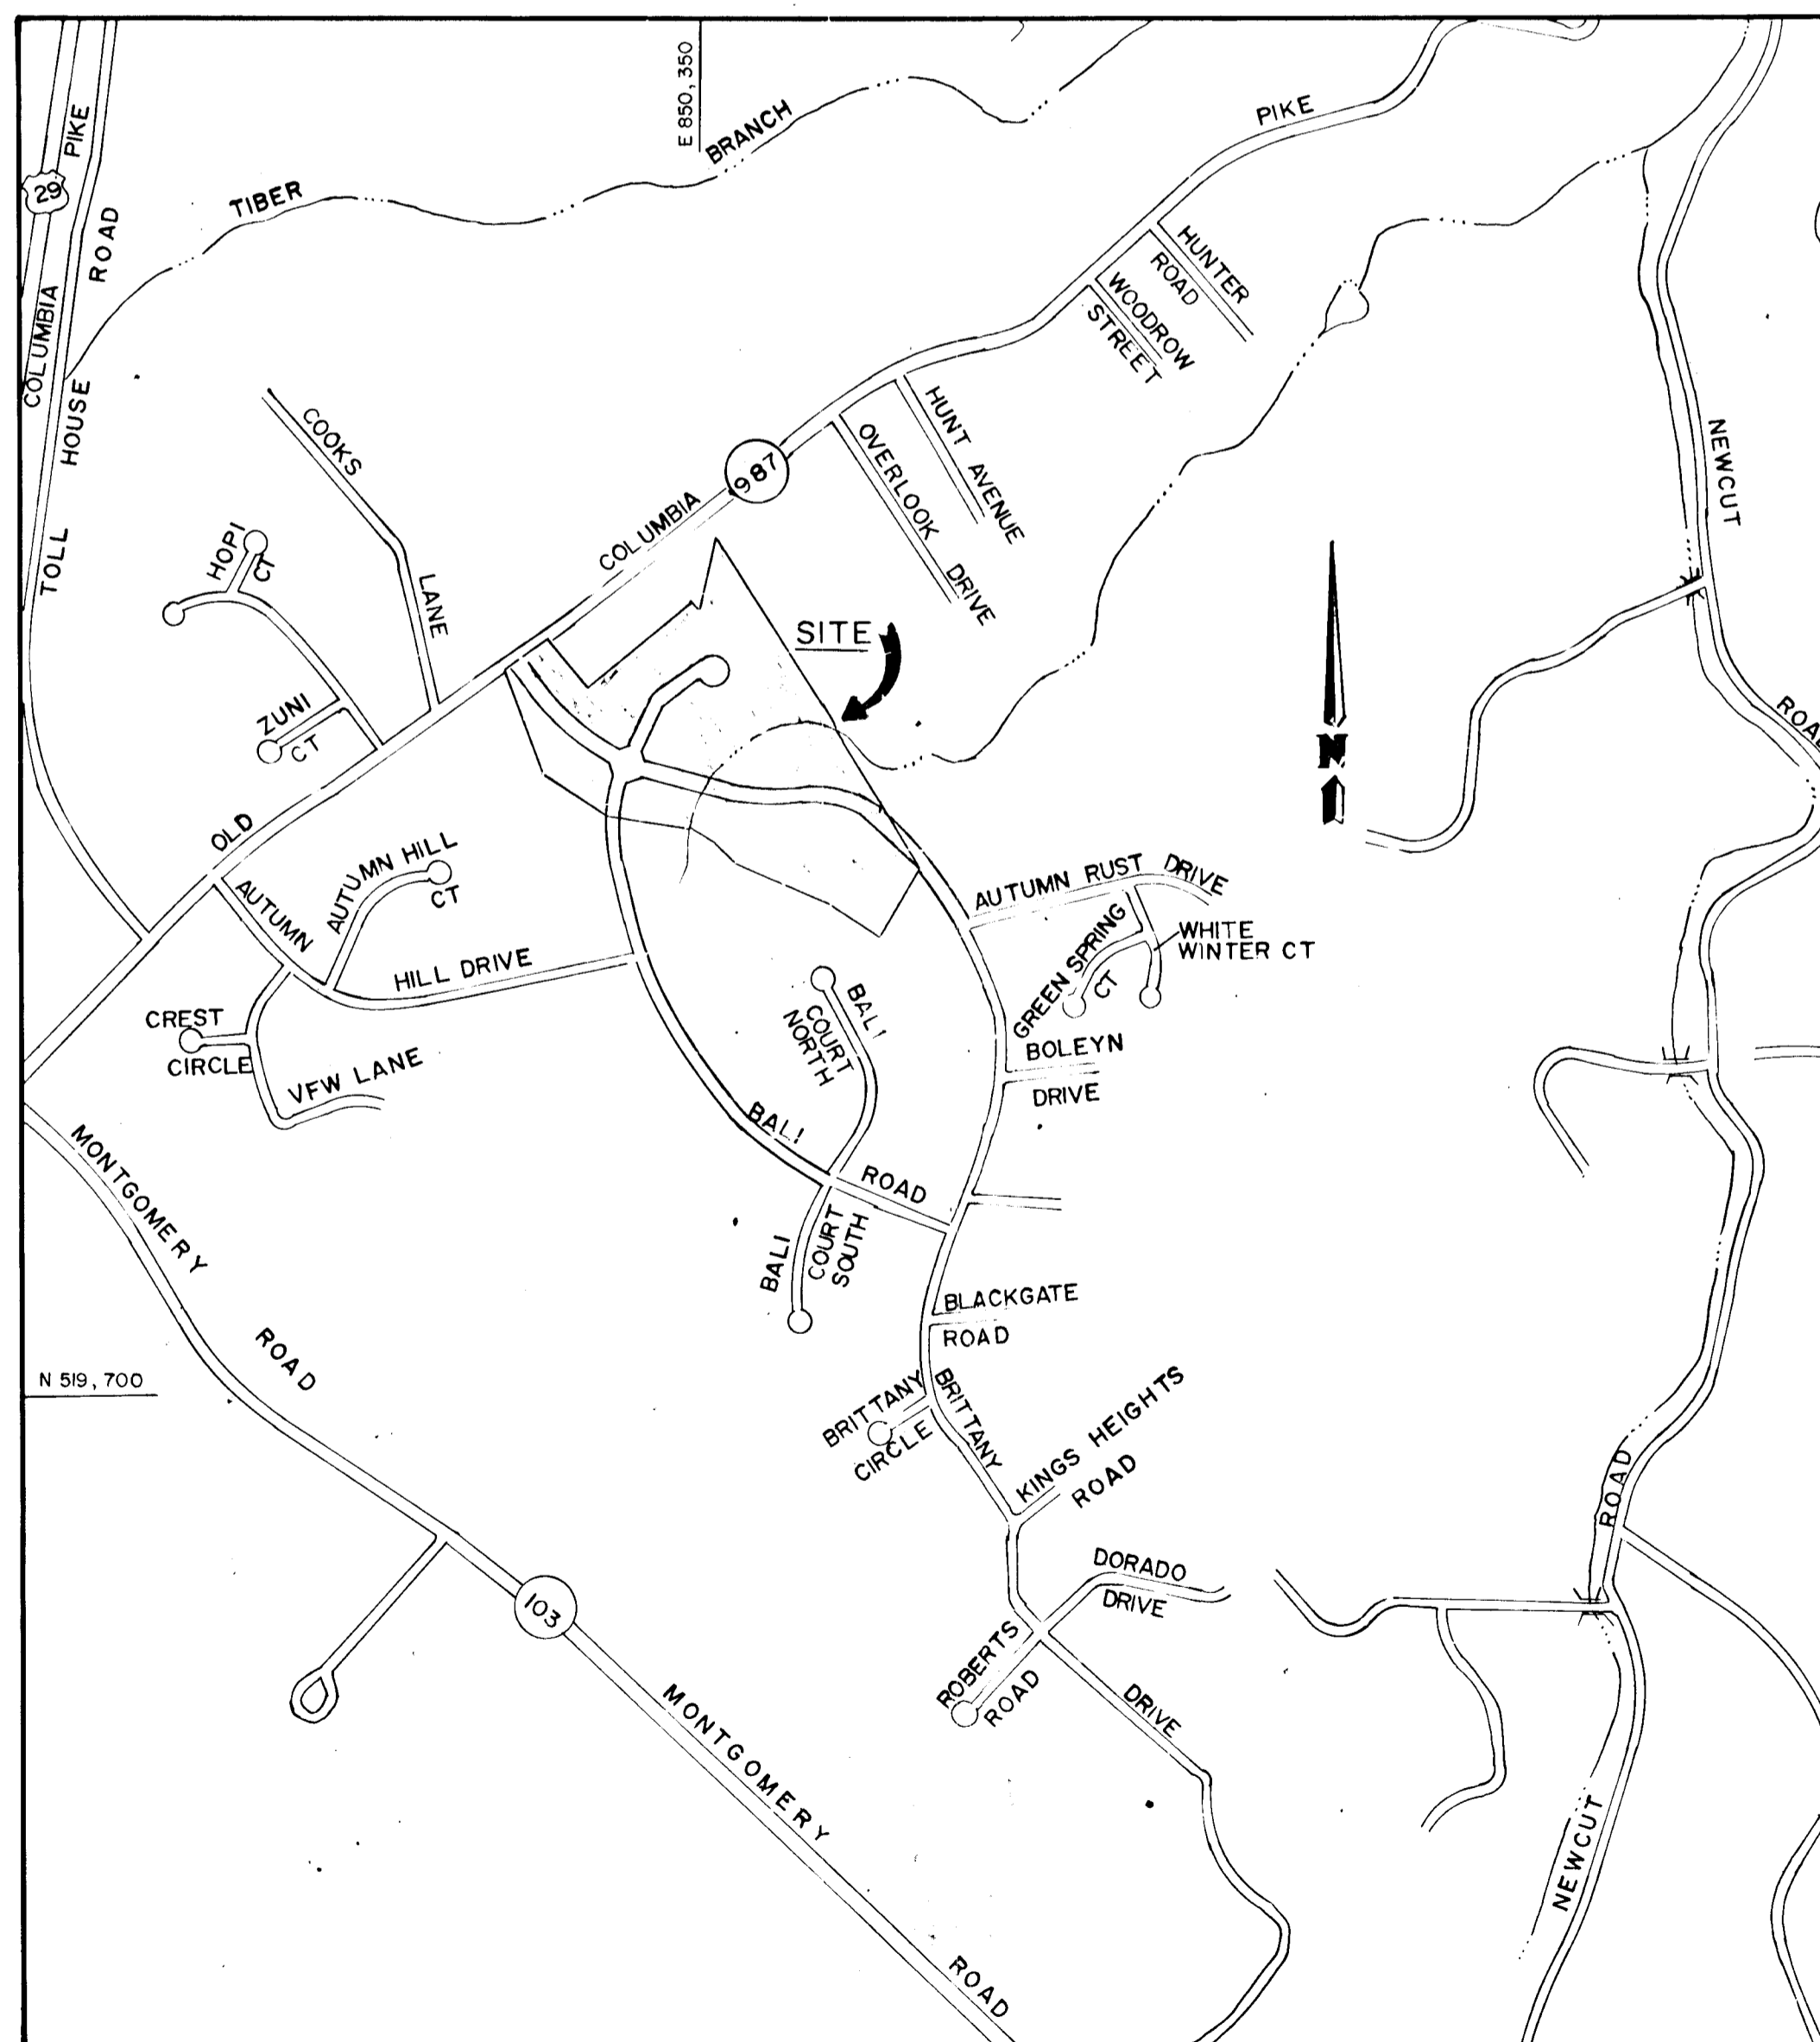 E 850, 350
PIKE
29
ROAD
COLUMBIA
HOUSE
TOLL
TIBER
BRANCH
PIKE
HUNTER
ROAD
WOODROW
STREET
COOKS
LANE
HUNT AVENUE
OVERLOOK DRIVE
987
COLUMBIA
NEWCUT
ROAD
HOPI
CT
SITE
ZUNI
CT
N
OLD
AUTUMN
AUTUMN HILL
CT
HILL DRIVE
AUTUMN RUST DRIVE
GREEN SPRING
CT
WHITE
WINTER CT
CREST
CIRCLE
VFW LANE
BALI
COURT
NORTH
BOLEYN
DRIVE
MONTGOMERY
ROAD
BALI
ROAD
BALI
COURT
SOUTH
BLACKGATE
ROAD
N 519, 700
BRITTANY
CIRCLE
BRITTANY
KINGS HEIGHTS
ROAD
ROAD
DORADO
DRIVE
103
ROBERTS
ROAD
DRIVE
MONTGOMERY
ROAD
NEWCUT